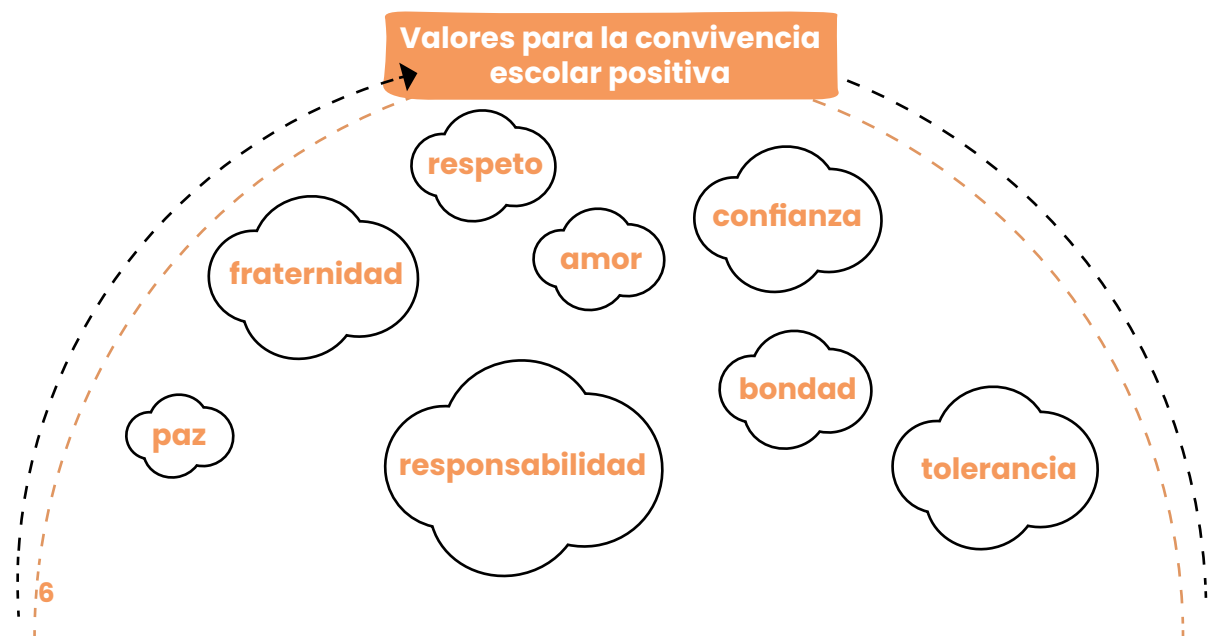 Valores para la convivencia
escolar positiva
respeto
confianza
amor
fraternidad
bondad
paz
responsabilidad
tolerancia
6